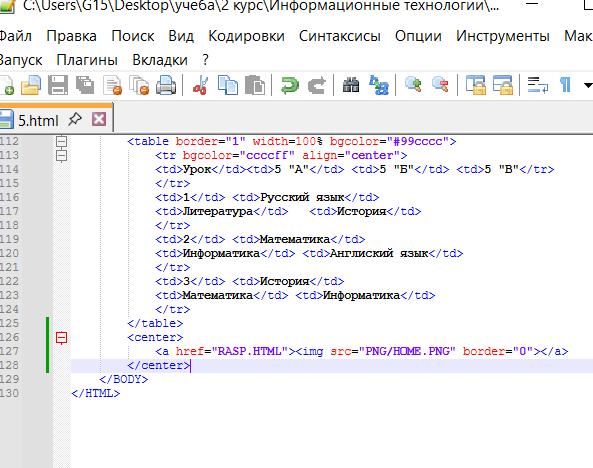 C:\Users\G15\Desktop\учеба\2 курс\Информационные технологии\...
Файл Правка Поиск Вид Кодировки Синтаксисы Опции Инструменты Мак
Запуск Плагины Вкладки ?
5.html
112 <table border="1" width=100% bgcolor="#99cccc">
113 <tr bgcolor="ccccff" align="center">
114 <td>Урок</td><td>5 "А"</td> <td>5 "Б"</td> <td>5 "В"</tr>
115 </tr>
116 <td>1</td> <td>Русский язык</td>
117 <td>Литература</td> <td>История</td>
118 </tr>
119 <td>2</td> <td>Математика</td>
120 <td>Информатика</td> <td>Англиский язык</td>
121 </tr>
122 <td>3</td> <td>История</td>
123 <td>Математика</td> <td>Информатика</td>
124 </tr>
125 </table>
126 <center>
127 <a href="RASP.HTML"><img src="PNG/HOME.PNG" border="0"></a>
128 </center>
129 </BODY>
130 </HTML>